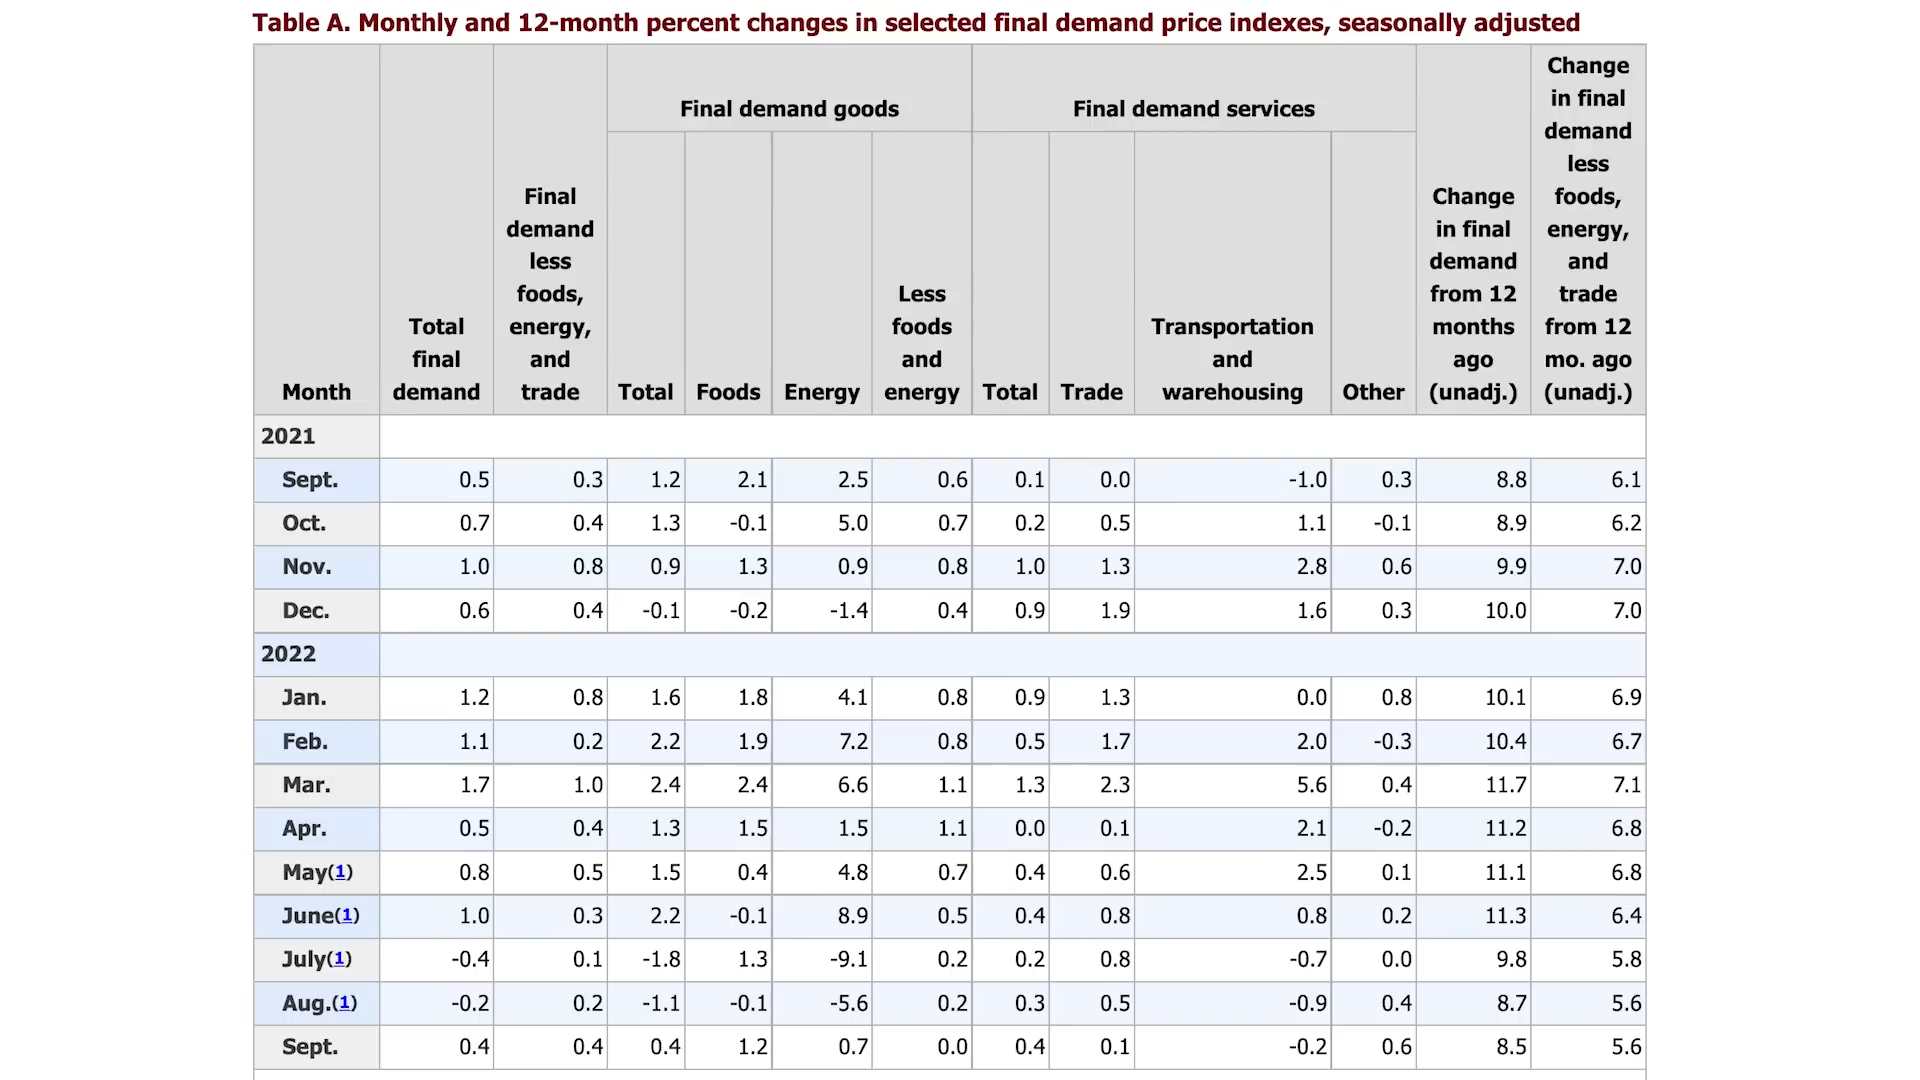 Table A. Monthly and 12-month percent changes in selected final demand price indexes, seasonally adjusted
Month
Total
final
demand
Final
demand
less
foods,
energy,
and
trade
Final demand goods
Total
Foods
Energy
Less
foods
and
energy
Final demand services
Total
Trade
Transportation
and
warehousing
Other
Change
in final
demand
from 12
months
ago
(unadj.)
Change
in final
demand
less
foods,
energy,
and
trade
from 12
mo. ago
(unadj.)
2021
Sept. 0.5 0.3 1.2 2.1 2.5 0.6 0.1 0.0 -1.0 0.3 8.8 6.1
Oct. 0.7 0.4 1.3 -0.1 5.0 0.7 0.2 0.5 1.1 -0.1 8.9 6.2
Nov. 1.0 0.8 0.9 1.3 0.9 0.8 1.0 1.3 2.8 0.6 9.9 7.0
Dec. 0.6 0.4 -0.1 -0.2 -1.4 0.4 0.9 1.9 1.6 0.3 10.0 7.0
2022
Jan. 1.2 0.8 1.6 1.8 4.1 0.8 0.9 1.3 0.0 0.8 10.1 6.9
Feb. 1.1 0.2 2.2 1.9 7.2 0.8 0.5 1.7 2.0 -0.3 10.4 6.7
Mar. 1.7 1.0 2.4 2.4 6.6 1.1 1.3 2.3 5.6 0.4 11.7 7.1
Apr. 0.5 0.4 1.3 1.5 1.5 1.1 0.0 0.1 2.1 -0.2 11.2 6.8
May(1) 0.8 0.5 1.5 0.4 4.8 0.7 0.4 0.6 2.5 0.1 11.1 6.8
June(1) 1.0 0.3 2.2 -0.1 8.9 0.5 0.4 0.8 0.8 0.2 11.3 6.4
July(1) -0.4 0.1 -1.8 1.3 -9.1 0.2 0.2 0.8 -0.7 0.0 9.8 5.8
Aug.(1) -0.2 0.2 -1.1 -0.1 -5.6 0.2 0.3 0.5 -0.9 0.4 8.7 5.6
Sept. 0.4 0.4 0.4 1.2 0.7 0.0 0.4 0.1 -0.2 0.6 8.5 5.6